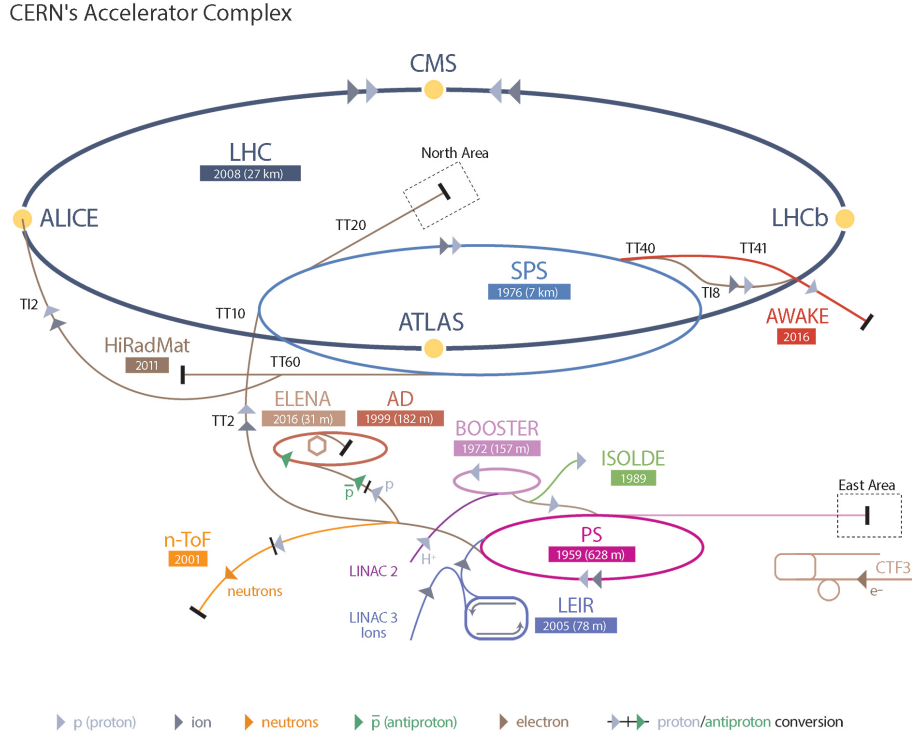 CERN's Accelerator Complex
CMS
LHC
2008 (27 km)
North Area
ALICE
LHCb
TT20
TT40
TT41
SPS
1976 (7 km)
TI8
TI2
TT10
ATLAS
AWAKE
2016
HiRadMat
2011
TT60
ELENA
2016 (31 m)
AD
1999 (182 m)
TT2
BOOSTER
1972 (157 m)
ISOLDE
1989
p̅
p
East Area
n-ToF
2001
PS
1959 (628 m)
H⁺
LINAC 2
neutrons
CTF3
e⁻
LEIR
2005 (78 m)
LINAC 3
Ions
p (proton)
ion
neutrons
p̅ (antiproton)
electron
proton/antiproton conversion